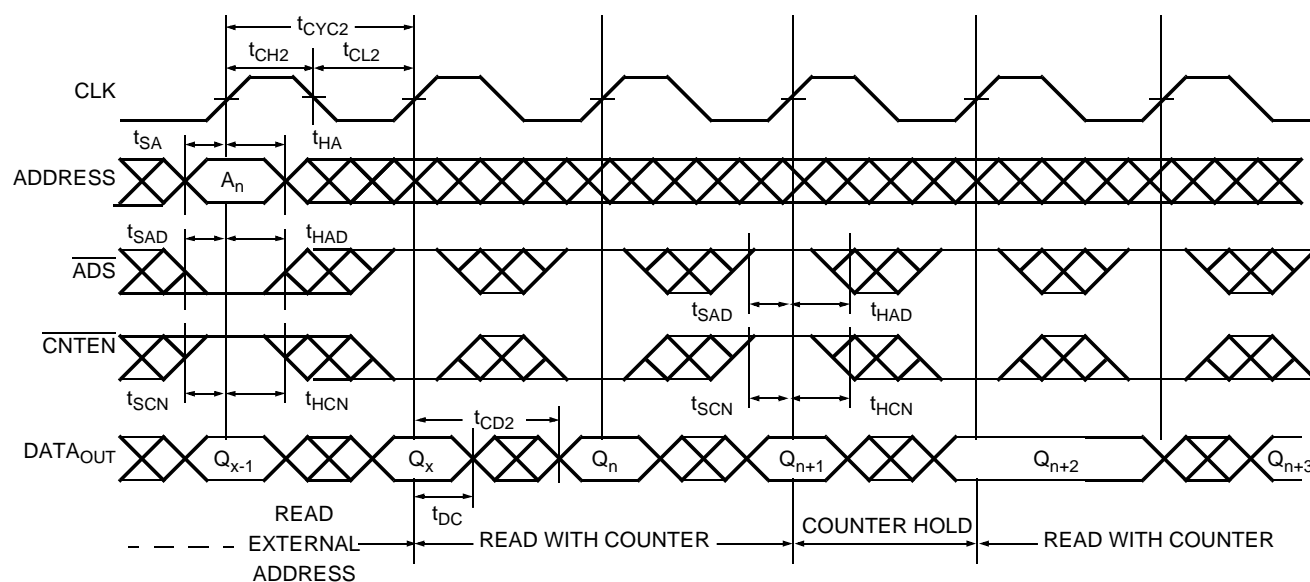 tCYC2
tCH2 tCL2
CLK
tSA tHA
ADDRESS An
tSAD tHAD
ADS
tSAD tHAD
CNTEN
tSCN tHCN tSCN tHCN
tCD2
DATAOUT Qx-1 Qx Qn Qn+1 Qn+2 Qn+3
tDC
READ
EXTERNAL
ADDRESS
READ WITH COUNTER
COUNTER HOLD
READ WITH COUNTER